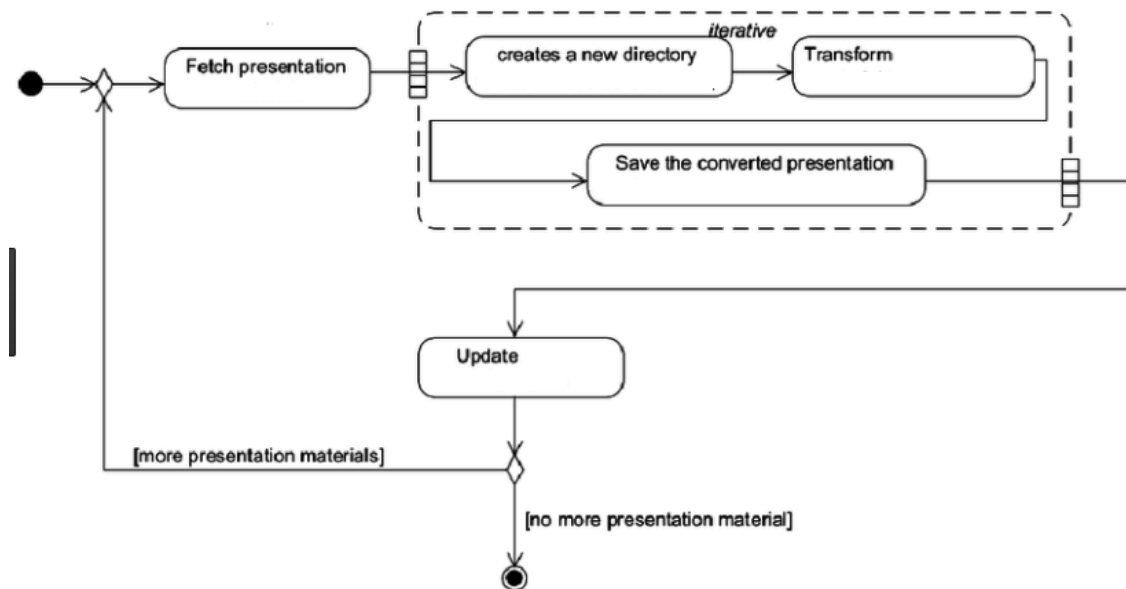 iterative
Fetch presentation
creates a new directory
Transform
Save the converted presentation
Update
[more presentation materials]
[no more presentation material]